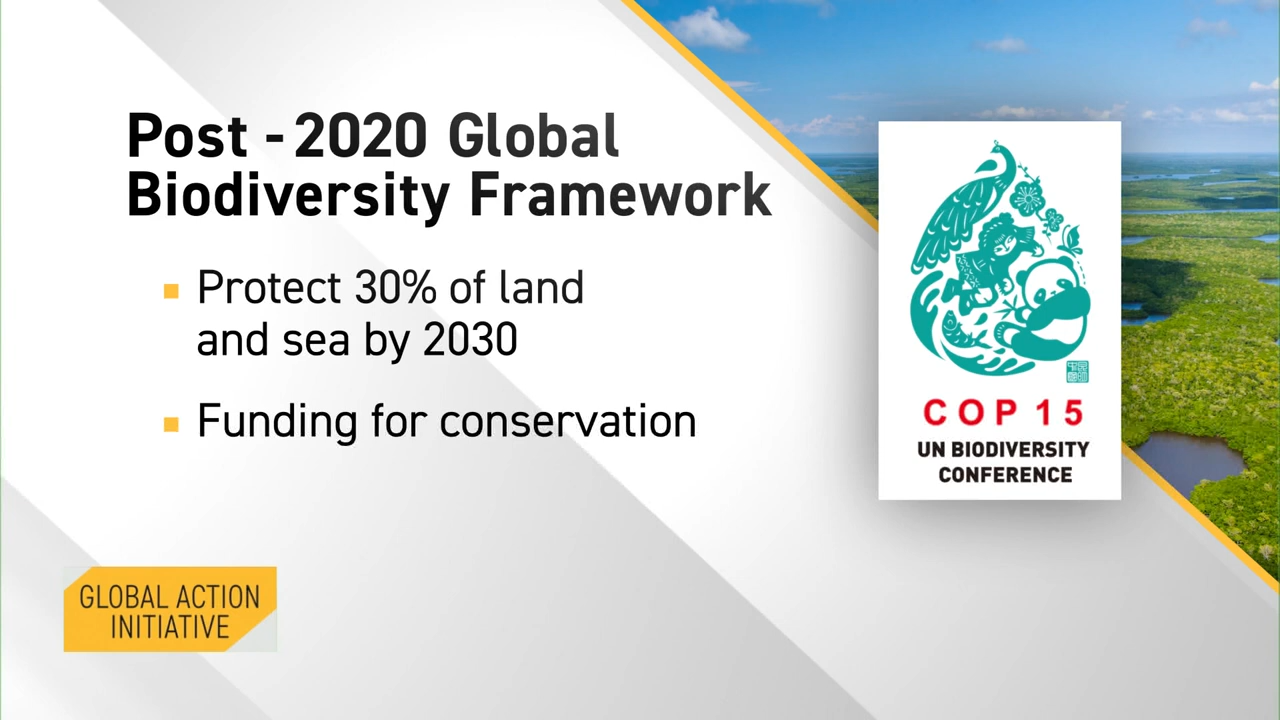 Post - 2020 Global
Biodiversity Framework
Protect 30% of land
and sea by 2030
Funding for conservation
COP 15
UN BIODIVERSITY
CONFERENCE
GLOBAL ACTION
INITIATIVE